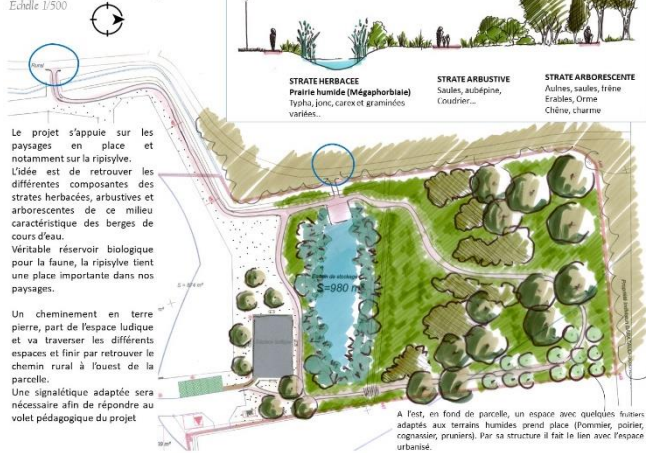 Echelle 1/500
STRATE HERBACEE
Prairie humide (Mégaphorbiaie)
Typha, jonc, carex et graminées
variées..
STRATE ARBUSTIVE
Saules, aubépine,
Coudrier...
STRATE ARBORESCENTE
Aulnes, saules, frêne
Erables, Orme
Chêne, charme
Le projet s'appuie sur les
paysages en place et
notamment sur la ripisylve.
L'idée est de retrouver les
différentes composantes des
strates herbacées, arbustives et
arborescentes de ce milieu
caractéristique des berges de
cours d'eau.
Véritable réservoir biologique
pour la faune, la ripisylve tient
une place importante dans nos
paysages.
Un cheminement en terre
pierre, part de l'espace ludique
et va traverser les différents
espaces et finir par retrouver le
chemin rural à l'ouest de la
parcelle.
Une signalétique adaptée sera
nécessaire afin de répondre au
volet pédagogique du projet
S=980 m²
A l'est, en fond de parcelle, un espace avec quelques fruitiers
adaptés aux terrains humides prend place (Pommier, poirier,
cognassier, pruniers). Par sa structure il fait le lien avec l'espace
urbanisé.